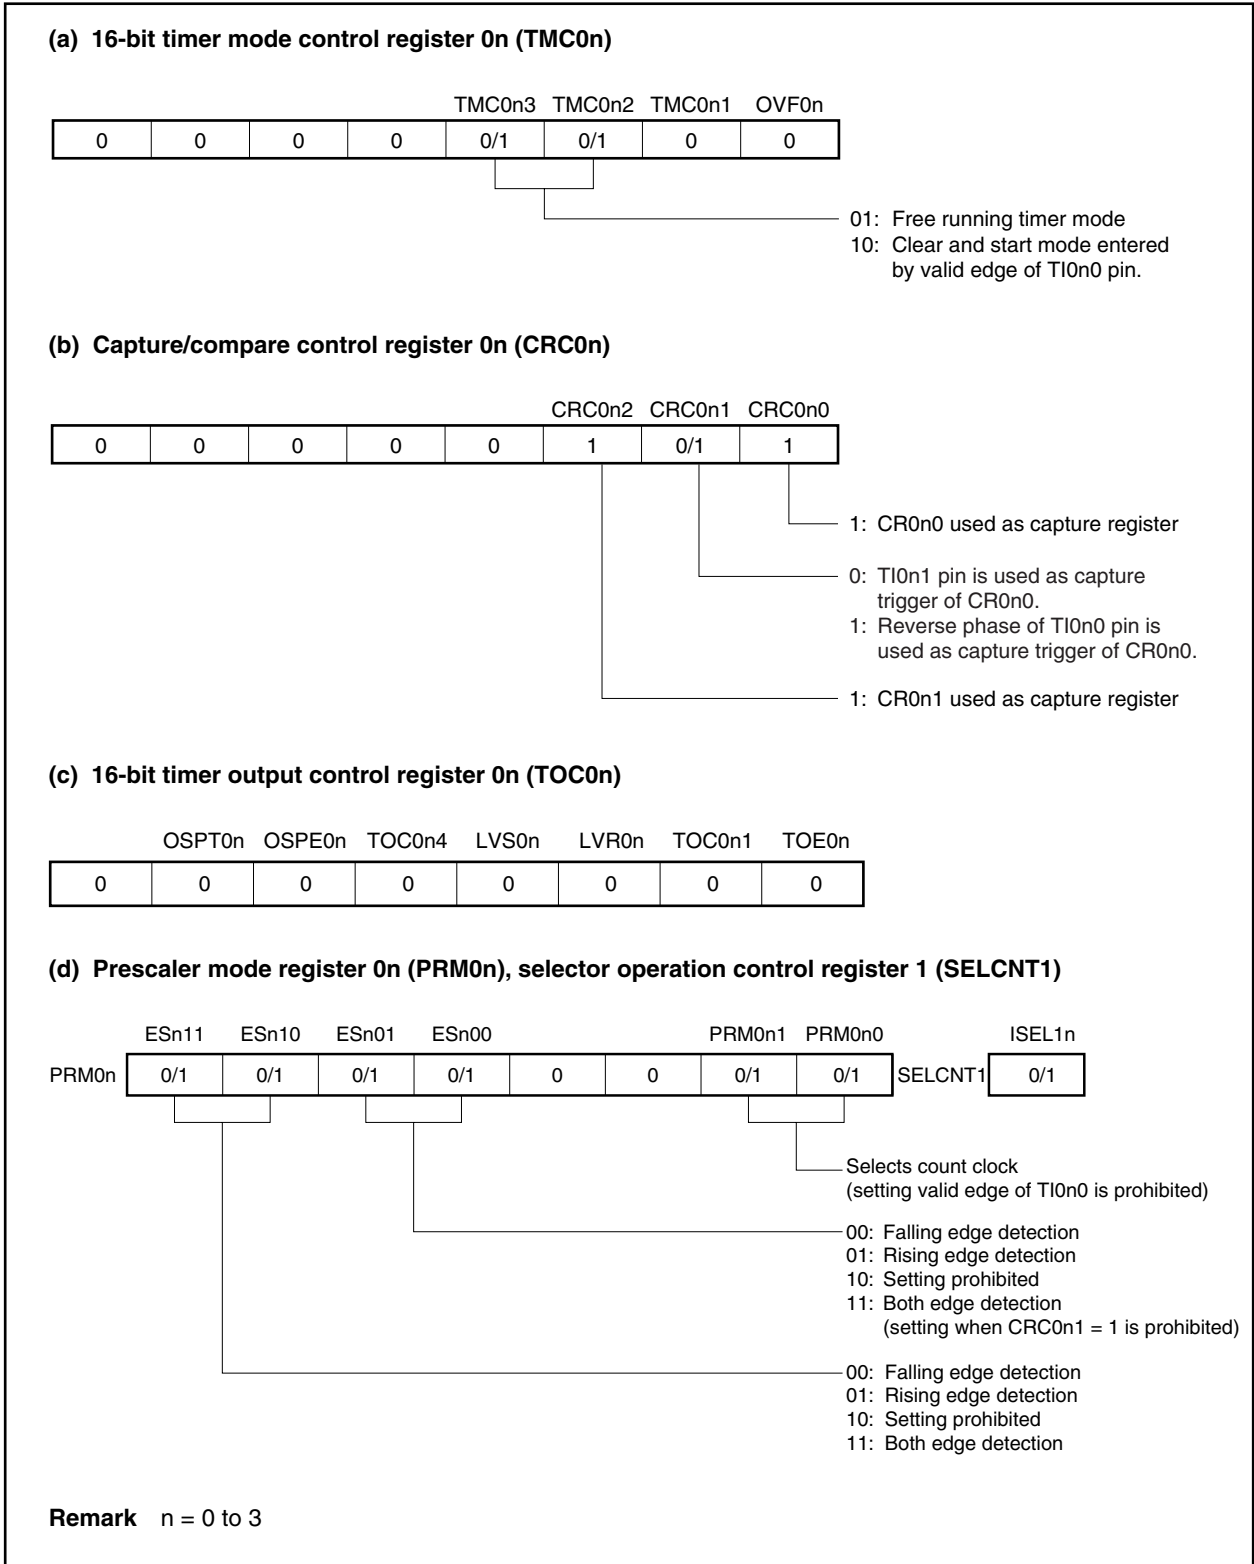 (a) 16-bit timer mode control register 0n (TMC0n)
TMC0n3 TMC0n2 TMC0n1 OVF0n
0 0 0 0 0/1 0/1 0 0
01: Free running timer mode
10: Clear and start mode entered
by valid edge of TI0n0 pin.
(b) Capture/compare control register 0n (CRC0n)
CRC0n2 CRC0n1 CRC0n0
0 0 0 0 0 1 0/1 1
1: CR0n0 used as capture register
0: TI0n1 pin is used as capture
trigger of CR0n0.
1: Reverse phase of TI0n0 pin is
used as capture trigger of CR0n0.
1: CR0n1 used as capture register
(c) 16-bit timer output control register 0n (TOC0n)
OSPT0n OSPE0n TOC0n4 LVS0n LVR0n TOC0n1 TOE0n
0 0 0 0 0 0 0 0
(d) Prescaler mode register 0n (PRM0n), selector operation control register 1 (SELCNT1)
ESn11 ESn10 ESn01 ESn00 PRM0n1 PRM0n0 ISEL1n
PRM0n 0/1 0/1 0/1 0/1 0 0 0/1 0/1 SELCNT1 0/1
Selects count clock
(setting valid edge of TI0n0 is prohibited)
00: Falling edge detection
01: Rising edge detection
10: Setting prohibited
11: Both edge detection
(setting when CRC0n1 = 1 is prohibited)
00: Falling edge detection
01: Rising edge detection
10: Setting prohibited
11: Both edge detection
Remark n = 0 to 3